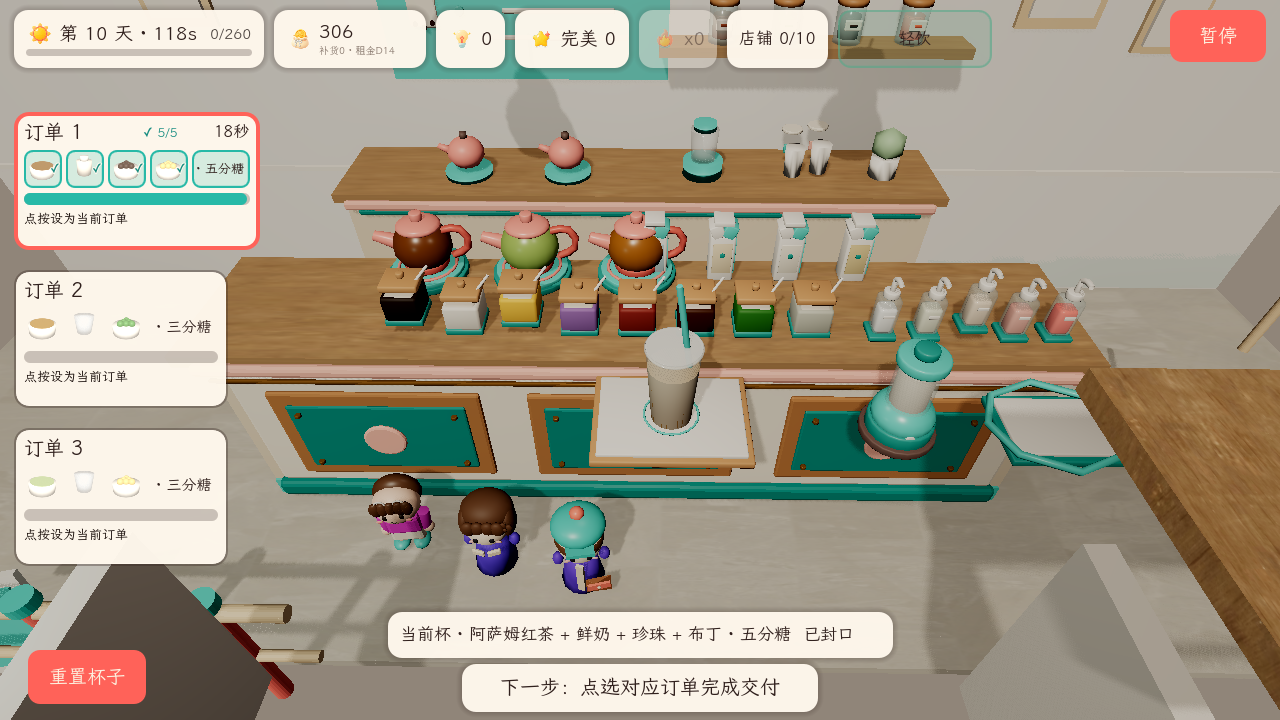 第 10 天·118s 0/260
306
补货0·租金D14
0
完美 0
x0
店铺 0/10
轻饮
暂停
订单 1 ✓ 5/5 18秒
·五分糖
点按设为当前订单
订单 2
·三分糖
点按设为当前订单
订单 3
·三分糖
点按设为当前订单
当前杯·阿萨姆红茶 + 鲜奶 + 珍珠 + 布丁·五分糖 已封口
下一步: 点选对应订单完成交付
重置杯子